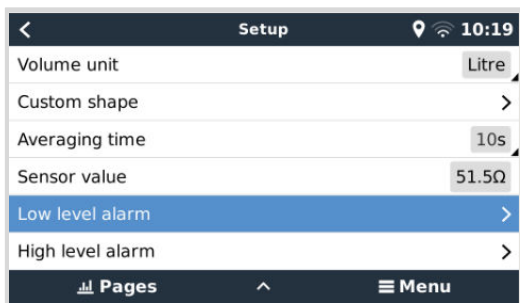 Setup 10:19
Volume unit Litre
Custom shape
Averaging time 10s
Sensor value 51.5Ω
Low level alarm
High level alarm
Pages Menu